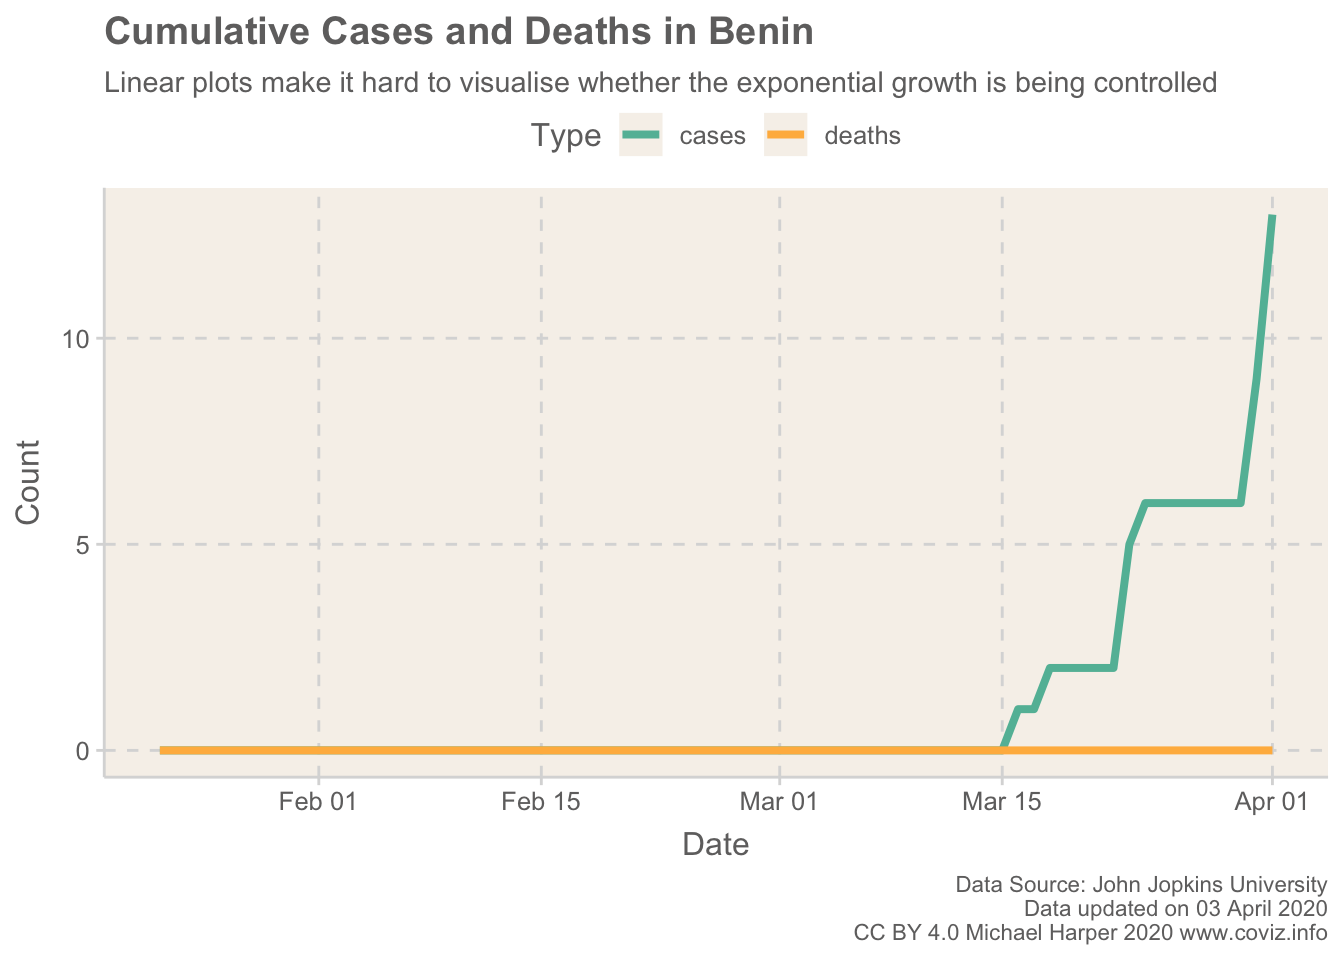 Cumulative Cases and Deaths in Benin
Linear plots make it hard to visualise whether the exponential growth is being controlled
Type cases deaths
Count
10
5
0
Feb 01 Feb 15 Mar 01 Mar 15 Apr 01
Date
Data Source: John Jopkins University
Data updated on 03 April 2020
CC BY 4.0 Michael Harper 2020 www.coviz.info